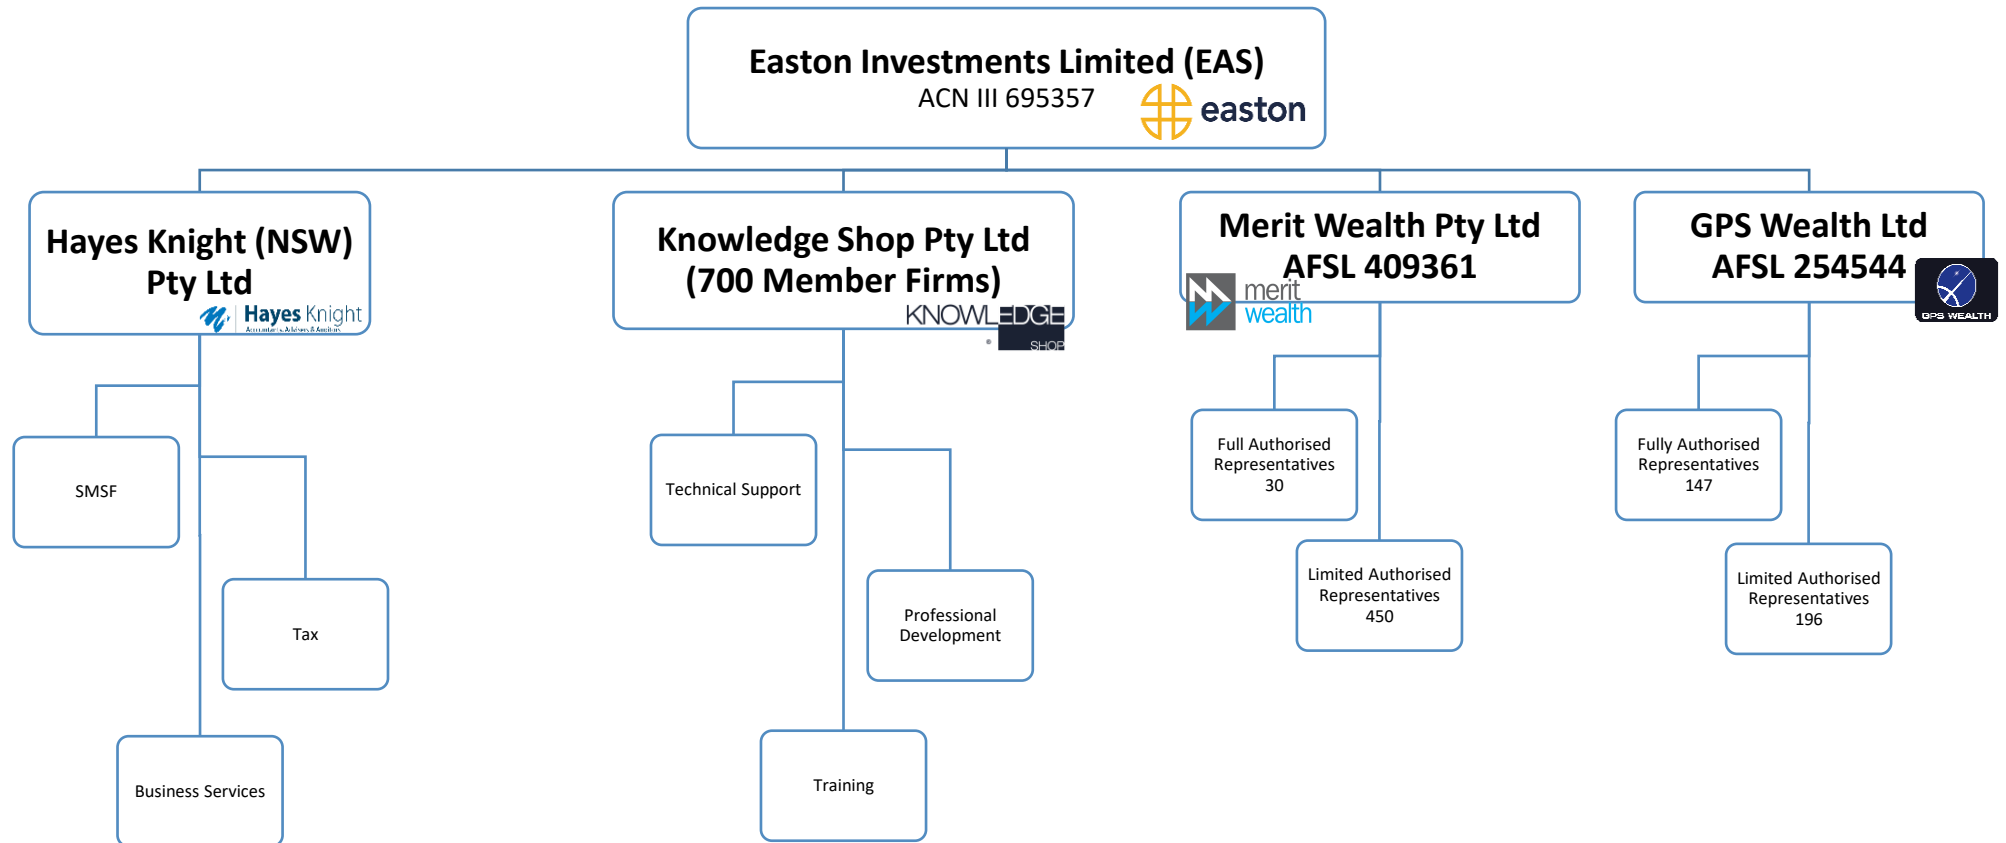 Easton Investments Limited (EAS)
ACN III 695357
easton
Hayes Knight (NSW)
Pty Ltd
Hayes Knight
Accountants, Advisers & Auditors
Knowledge Shop Pty Ltd
(700 Member Firms)
KNOWLEDGE
SHOP
Merit Wealth Pty Ltd
AFSL 409361
merit
wealth
GPS Wealth Ltd
AFSL 254544
GPS WEALTH
SMSF
Tax
Business Services
Technical Support
Professional
Development
Training
Full Authorised
Representatives
30
Limited Authorised
Representatives
450
Fully Authorised
Representatives
147
Limited Authorised
Representatives
196